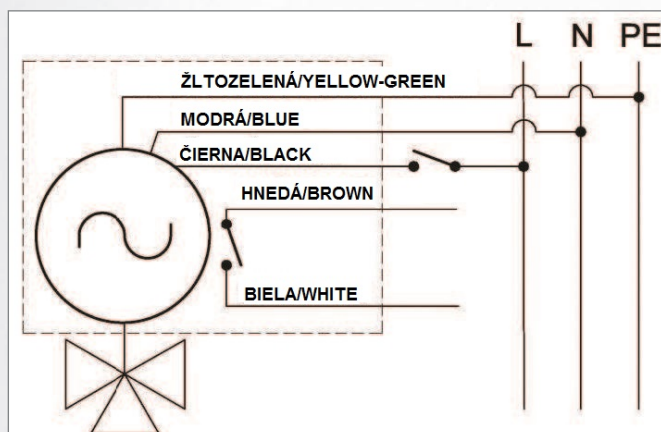 L N PE
ŽLTOZELENÁ/YELLOW-GREEN
MODRÁ/BLUE
ČIERNA/BLACK
HNEDÁ/BROWN
BIELA/WHITE